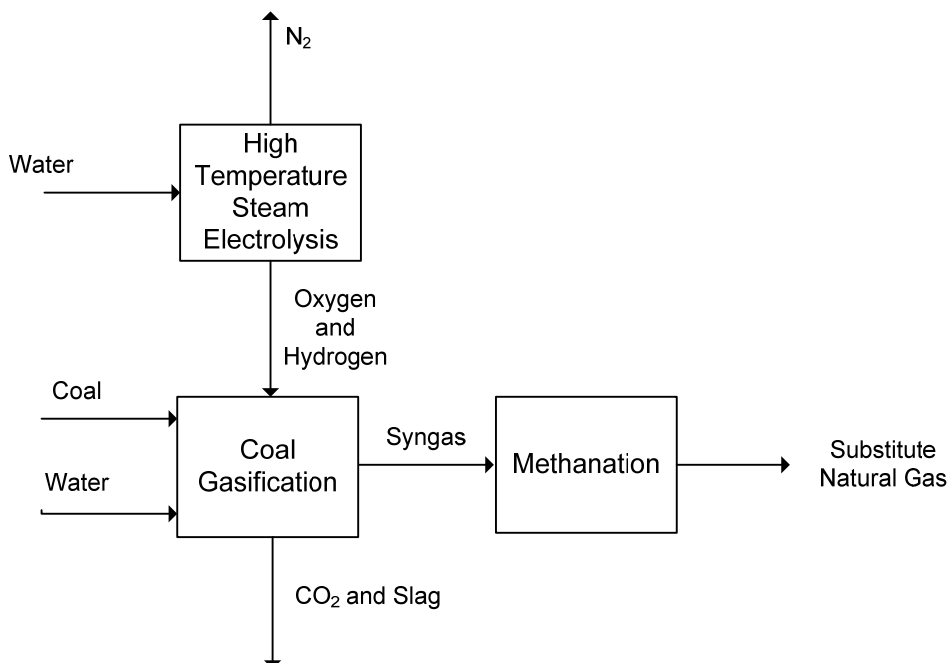 N₂
Water
High
Temperature
Steam
Electrolysis
Oxygen
and
Hydrogen
Coal
Water
Coal
Gasification
Syngas
Methanation
Substitute
Natural Gas
CO₂ and Slag